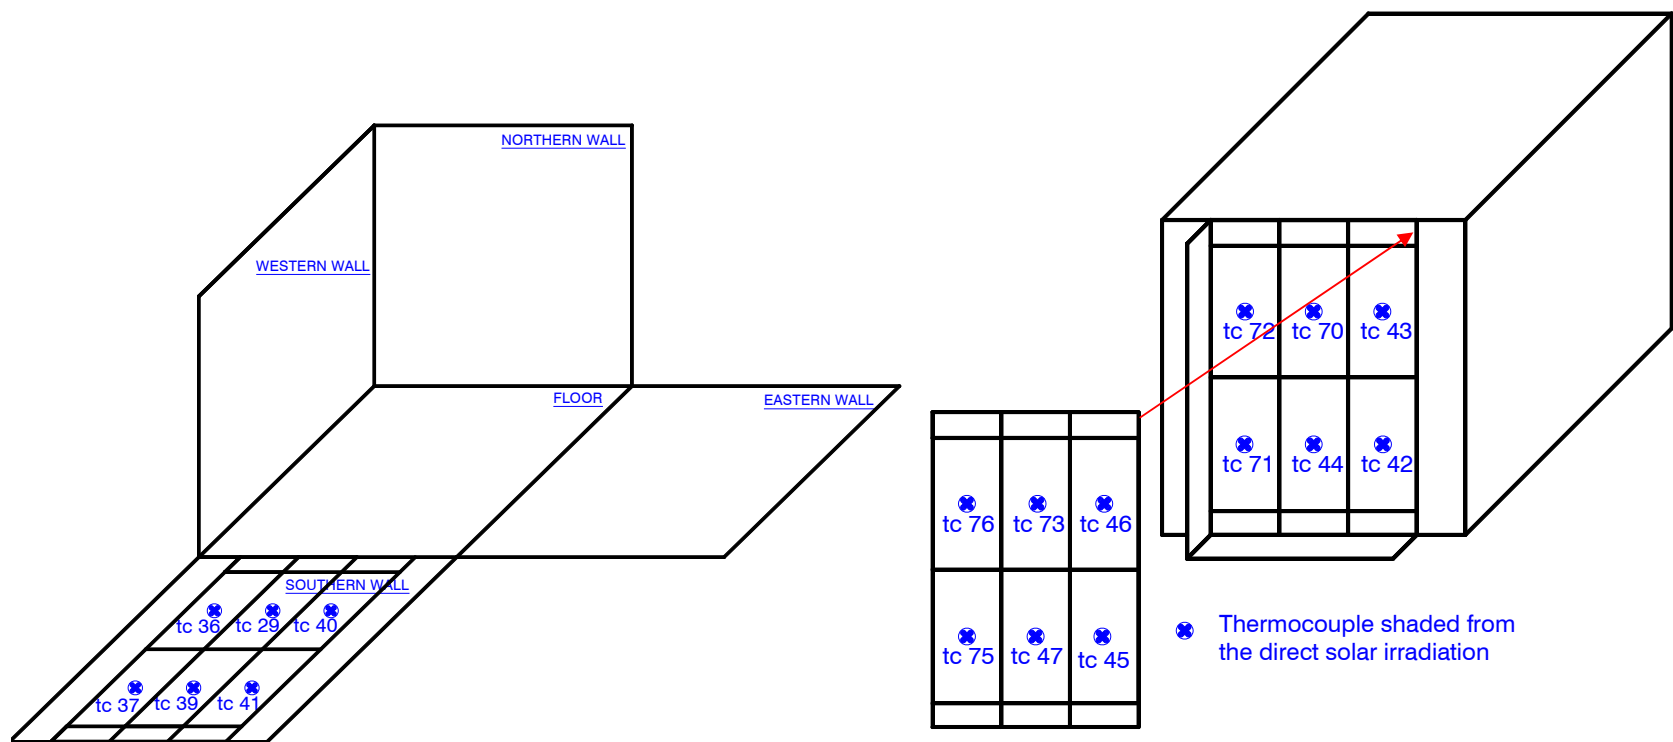 NORTHERN WALL
WESTERN WALL
FLOOR
EASTERN WALL
SOUTHERN WALL
tc 36
tc 29
tc 40
tc 37
tc 39
tc 41
tc 76
tc 73
tc 46
tc 75
tc 47
tc 45
tc 72
tc 70
tc 43
tc 71
tc 44
tc 42
Thermocouple shaded from
the direct solar irradiation